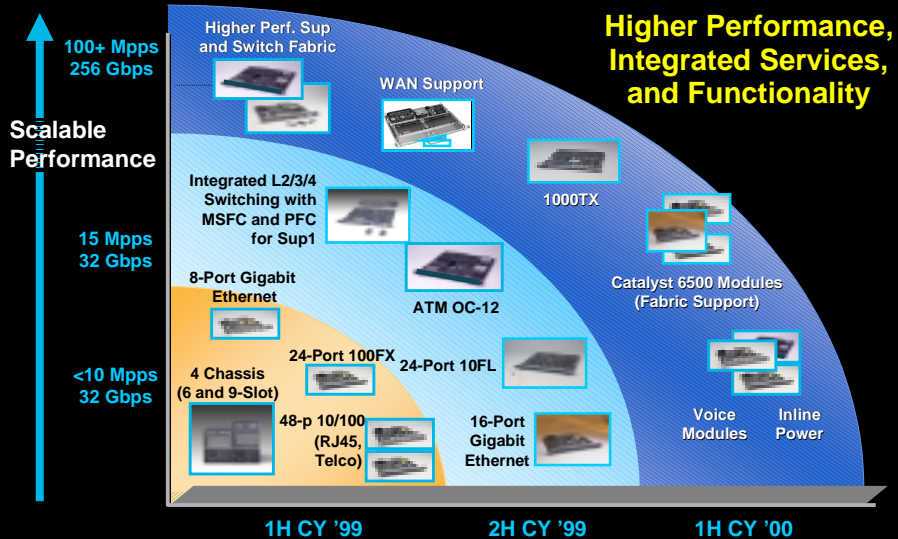 Higher Performance,
Integrated Services,
and Functionality
100+ Mpps
256 Gbps
Scalable
Performance
15 Mpps
32 Gbps
<10 Mpps
32 Gbps
Higher Perf. Sup
and Switch Fabric
WAN Support
1000TX
Catalyst 6500 Modules
(Fabric Support)
Voice
Modules
Inline
Power
Integrated L2/3/4
Switching with
MSFC and PFC
for Sup1
ATM OC-12
24-Port 10FL
16-Port
Gigabit
Ethernet
8-Port Gigabit
Ethernet
24-Port 100FX
4 Chassis
(6 and 9-Slot)
48-p 10/100
(RJ45,
Telco)
1H CY '99
2H CY '99
1H CY '00